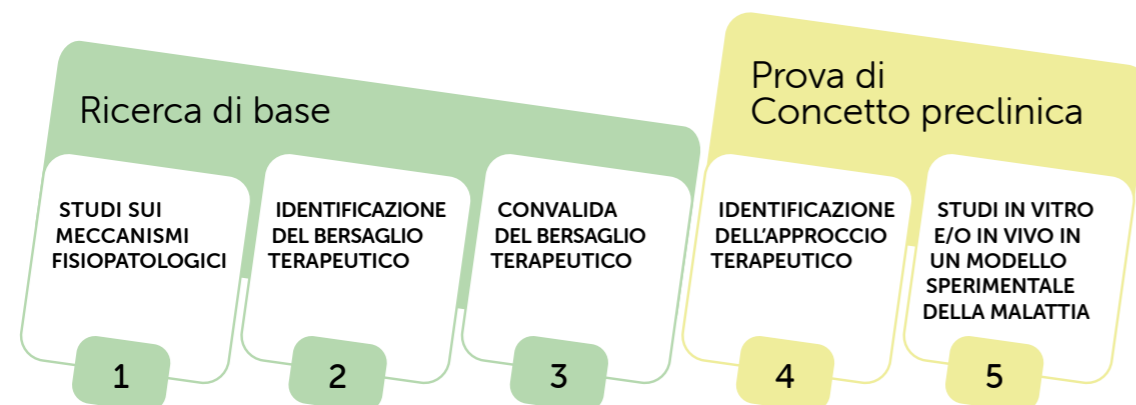 Ricerca di base
Prova di
Concetto preclinica
STUDI SUI
MECCANISMI
FISIOPATOLOGICI
1
IDENTIFICAZIONE
DEL BERSAGLIO
TERAPEUTICO
2
CONVALIDA
DEL BERSAGLIO
TERAPEUTICO
3
IDENTIFICAZIONE
DELL’APPROCCIO
TERAPEUTICO
4
STUDI IN VITRO
E/O IN VIVO IN
UN MODELLO
SPERIMENTALE
DELLA MALATTIA
5